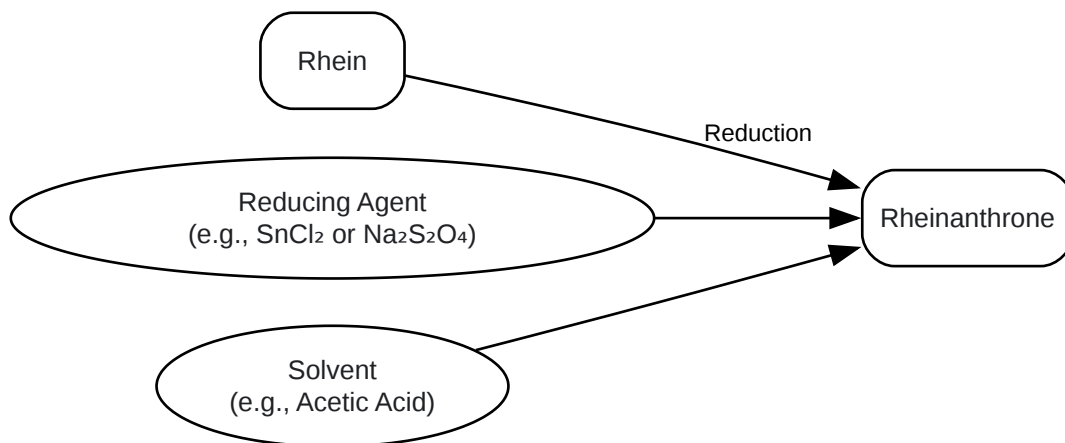 Rhein
Reduction
Reducing Agent
(e.g., SnCl₂ or Na₂S₂O₄)
Rheinanthrone
Solvent
(e.g., Acetic Acid)